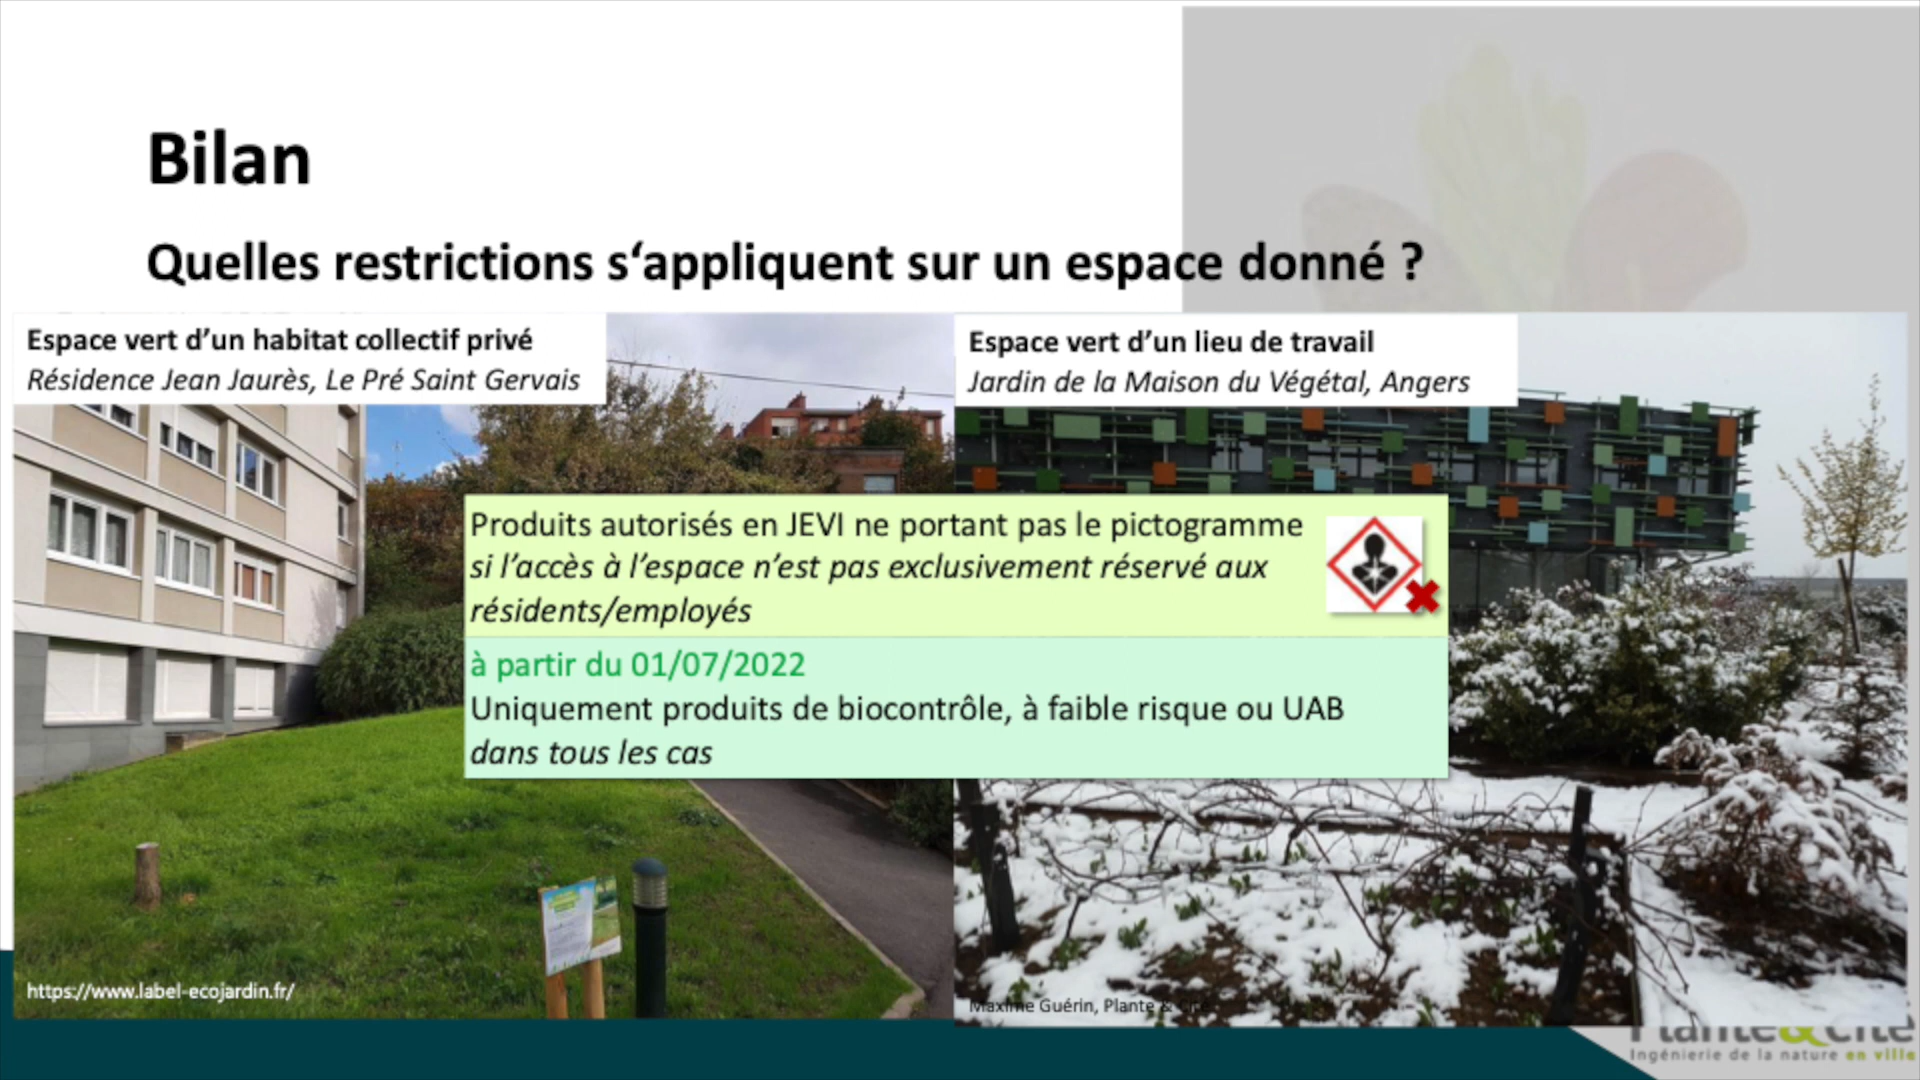 Bilan
Quelles restrictions s‘appliquent sur un espace donné ?
Espace vert d’un habitat collectif privé
Résidence Jean Jaurès, Le Pré Saint Gervais
Espace vert d’un lieu de travail
Jardin de la Maison du Végétal, Angers
Produits autorisés en JEVI ne portant pas le pictogramme
si l’accès à l’espace n’est pas exclusivement réservé aux
résidents/employés
à partir du 01/07/2022
Uniquement produits de biocontrôle, à faible risque ou UAB
dans tous les cas
https://www.label-ecojardin.fr/
Maxime Guérin, Plante & Cité
Plante&Cité
Ingénierie de la nature en ville